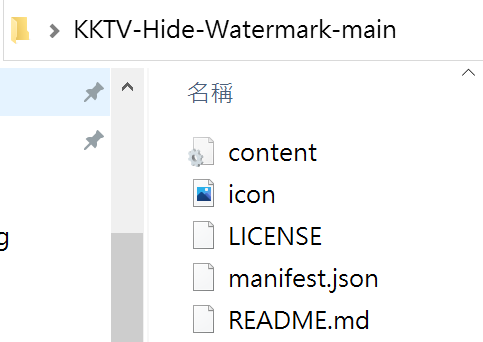 KKTV-Hide-Watermark-main
名稱
content
icon
g
LICENSE
manifest.json
README.md